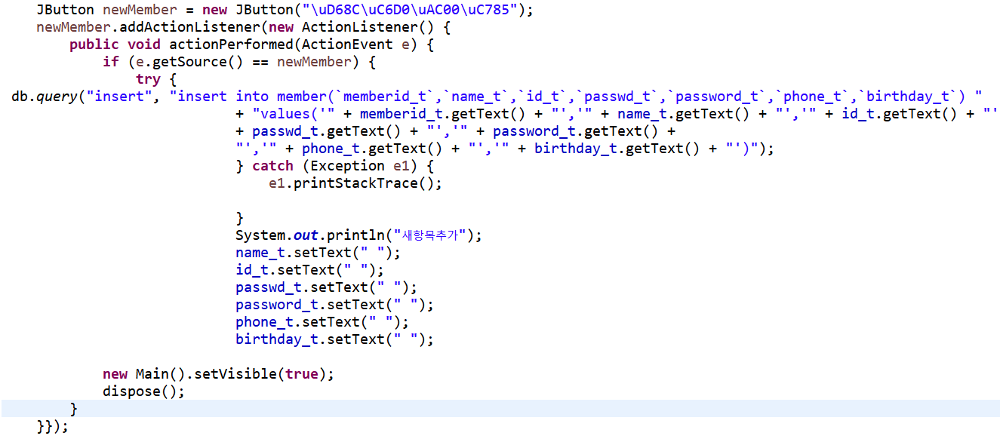 JButton newMember = new JButton("\uD68C\uC6D0\uAC00\uC785");
newMember.addActionListener(new ActionListener() {
public void actionPerformed(ActionEvent e) {
if (e.getSource() == newMember) {
try {
db.query("insert", "insert into member(`memberid_t`,`name_t`,`id_t`,`passwd_t`,`password_t`,`phone_t`,`birthday_t`) "
+ "values('" + memberid_t.getText() + "','" + name_t.getText() + "','" + id_t.getText() + "'
+ passwd_t.getText() + "','" + password_t.getText() +
"','" + phone_t.getText() + "','" + birthday_t.getText() + "')");
} catch (Exception e1) {
e1.printStackTrace();
}
System.out.println("새항목추가");
name_t.setText(" ");
id_t.setText(" ");
passwd_t.setText(" ");
password_t.setText(" ");
phone_t.setText(" ");
birthday_t.setText(" ");
new Main().setVisible(true);
dispose();
}
}});